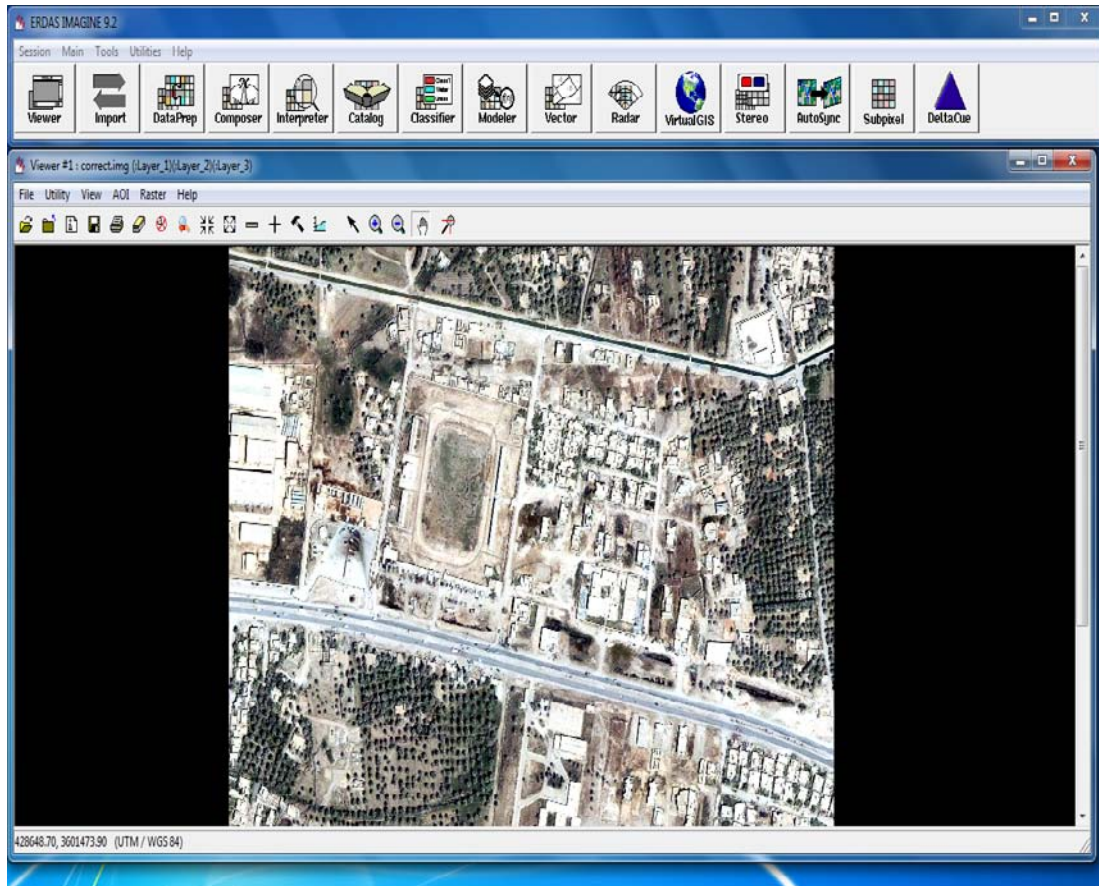 ERDAS IMAGINE 9.2
Session Main Tools Utilities Help
Viewer Import DataPrep Composer Interpreter Catalog Classifier Modeler Vector Radar VirtualGIS Stereo AutoSync Subpixel DeltaCue
Viewer #1 : correct.img (:Layer_1)(:Layer_2)(:Layer_3)
File Utility View AOI Raster Help
428648.70, 3601473.90 (UTM / WGS 84)